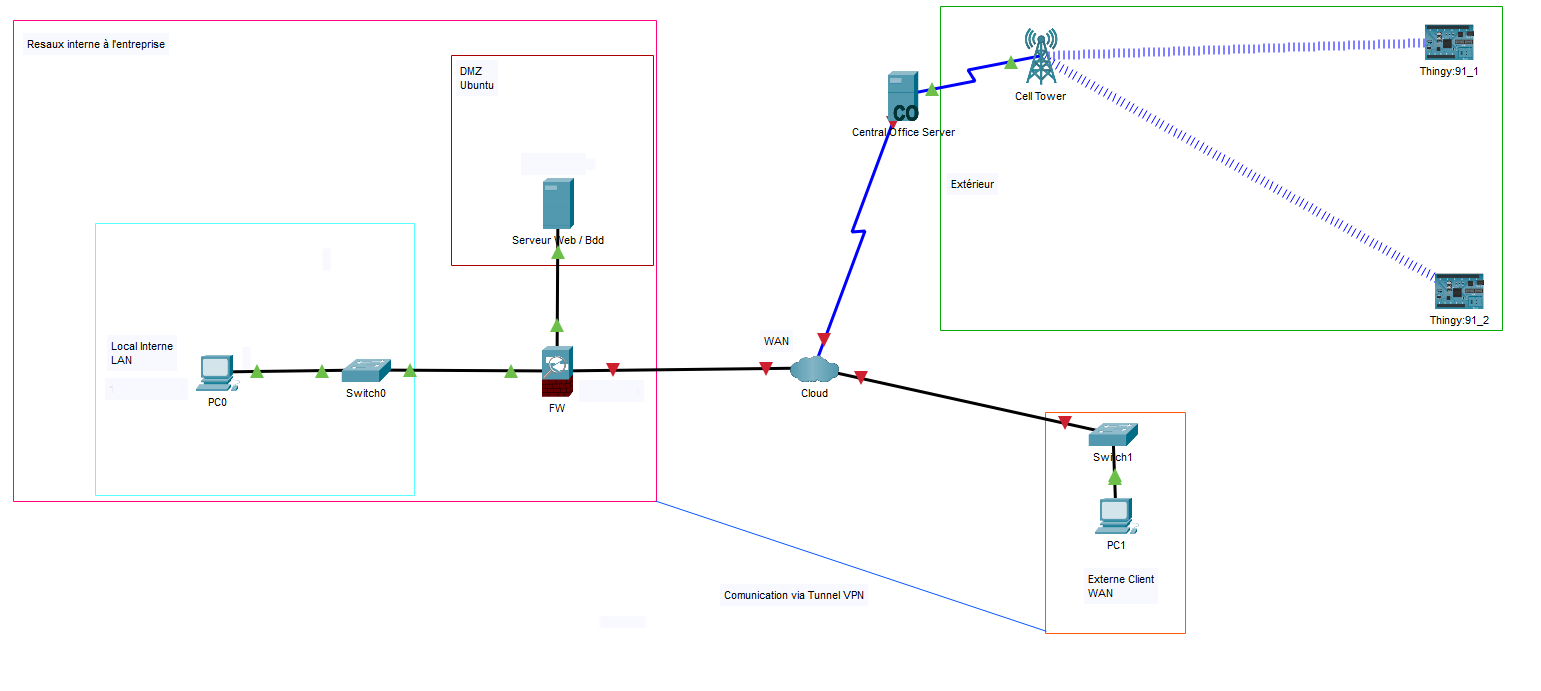 Resaux interne à l'entreprise
DMZ
Ubuntu
Serveur Web / Bdd
Local Interne
LAN
PC0
Switch0
FW
WAN
Cloud
CO
Central Office Server
Cell Tower
Extérieur
Thingy:91_1
Thingy:91_2
Switch1
PC1
Externe Client
WAN
Comunication via Tunnel VPN